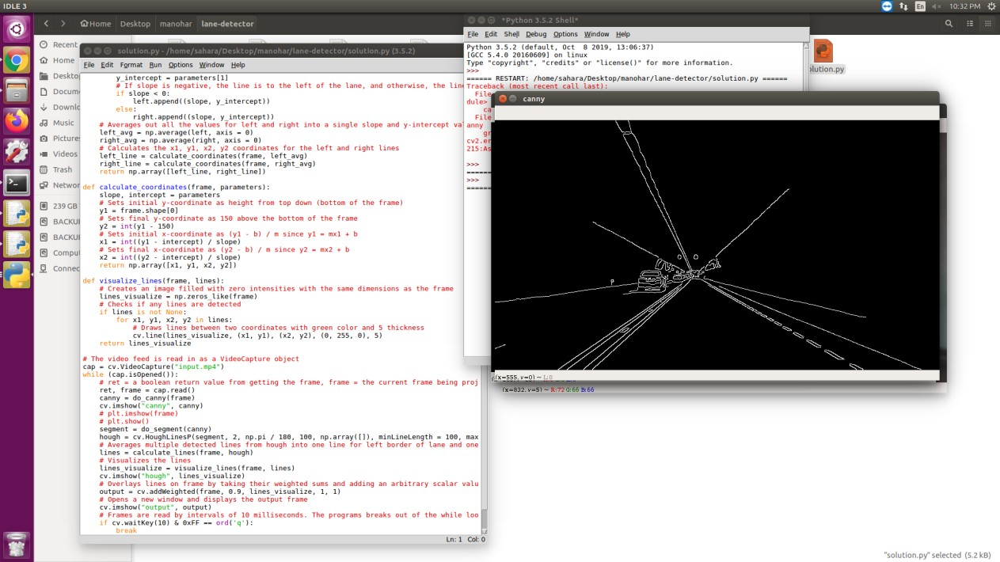 IDLE 3
En
10:32 PM
Home
Desktop
manohar
lane-detector
Recent
Home
Deskto
Docum
Downlo
Music
Pictures
Videos
Trash
Networ
239 GB
BACKU
BACKU
Comput
Connec
solution.py - /home/sahara/Desktop/manohar/lane-detector/solution.py (3.5.2)
File Edit Format Run Options Window Help
y_intercept = parameters[1]
# If slope is negative, the line is to the left of the lane, and otherwise, the line
if slope < 0:
left.append((slope, y_intercept))
else:
right.append((slope, y_intercept))
# Averages out all the values for left and right into a single slope and y-intercept val
left_avg = np.average(left, axis = 0)
right_avg = np.average(right, axis = 0)
# Calculates the x1, y1, x2, y2 coordinates for the left and right lines
left_line = calculate_coordinates(frame, left_avg)
right_line = calculate_coordinates(frame, right_avg)
return np.array([left_line, right_line])
def calculate_coordinates(frame, parameters):
slope, intercept = parameters
# Sets initial y-coordinate as height from top down (bottom of the frame)
y1 = frame.shape[0]
# Sets final y-coordinate as 150 above the bottom of the frame
y2 = int(y1 - 150)
# Sets initial x-coordinate as (y1 - b) / m since y1 = mx1 + b
x1 = int((y1 - intercept) / slope)
# Sets final x-coordinate as (y2 - b) / m since y2 = mx2 + b
x2 = int((y2 - intercept) / slope)
return np.array([x1, y1, x2, y2])
def visualize_lines(frame, lines):
# Creates an image filled with zero intensities with the same dimensions as the frame
lines_visualize = np.zeros_like(frame)
# Checks if any lines are detected
if lines is not None:
for x1, y1, x2, y2 in lines:
# Draws lines between two coordinates with green color and 5 thickness
cv.line(lines_visualize, (x1, y1), (x2, y2), (0, 255, 0), 5)
return lines_visualize
# The video feed is read in as a VideoCapture object
cap = cv.VideoCapture("input.mp4")
while (cap.isOpened()):
# ret = a boolean return value from getting the frame, frame = the current frame being proj
ret, frame = cap.read()
canny = do_canny(frame)
cv.imshow("canny", canny)
# plt.imshow(frame)
# plt.show()
segment = do_segment(canny)
hough = cv.HoughLinesP(segment, 2, np.pi / 180, 100, np.array([]), minLineLength = 100, max
# Averages multiple detected lines from hough into one line for left border of lane and one
lines = calculate_lines(frame, hough)
# Visualizes the lines
lines_visualize = visualize_lines(frame, lines)
cv.imshow("hough", lines_visualize)
# Overlays lines on frame by taking their weighted sums and adding an arbitrary scalar valu
output = cv.addWeighted(frame, 0.9, lines_visualize, 1, 1)
# Opens a new window and displays the output frame
cv.imshow("output", output)
# Frames are read by intervals of 10 milliseconds. The programs breaks out of the while loo
if cv.waitKey(10) & 0xFF == ord('q'):
break
Ln: 1 Col: 0
*Python 3.5.2 Shell*
File Edit Shell Debug Options Window Help
Python 3.5.2 (default, Oct 8 2019, 13:06:37)
[GCC 5.4.0 20160609] on linux
Type "copyright", "credits" or "license()" for more information.
>>>
====== RESTART: /home/sahara/Desktop/manohar/lane-detector/solution.py ======
Traceback (most recent call last):
File
dule>
ca
File
anny
gr
cv2.er
215:As
>>>
======
>>>
======
canny
(x=555, y=0) ~ L:0
(x=832, y=5) ~ R:72 G:66 B:66
olution.py
"solution.py" selected (5.2 kB)